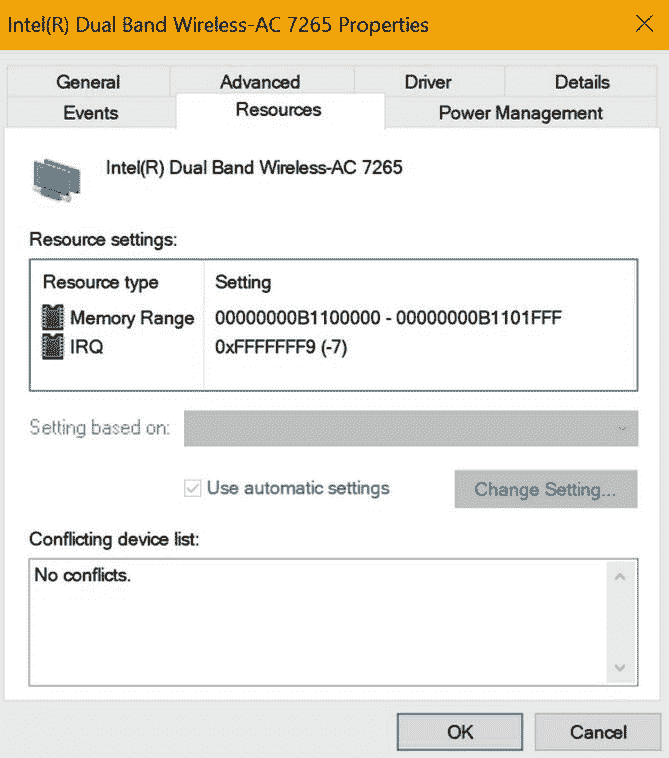 Intel(R) Dual Band Wireless-AC 7265 Properties
General Advanced Driver Details
Events Resources Power Management
Intel(R) Dual Band Wireless-AC 7265
Resource settings:
Resource type Setting
Memory Range 00000000B1100000 - 00000000B1101FFF
IRQ 0xFFFFFFF9 (-7)
Setting based on:
Use automatic settings Change Setting...
Conflicting device list:
No conflicts.
OK Cancel